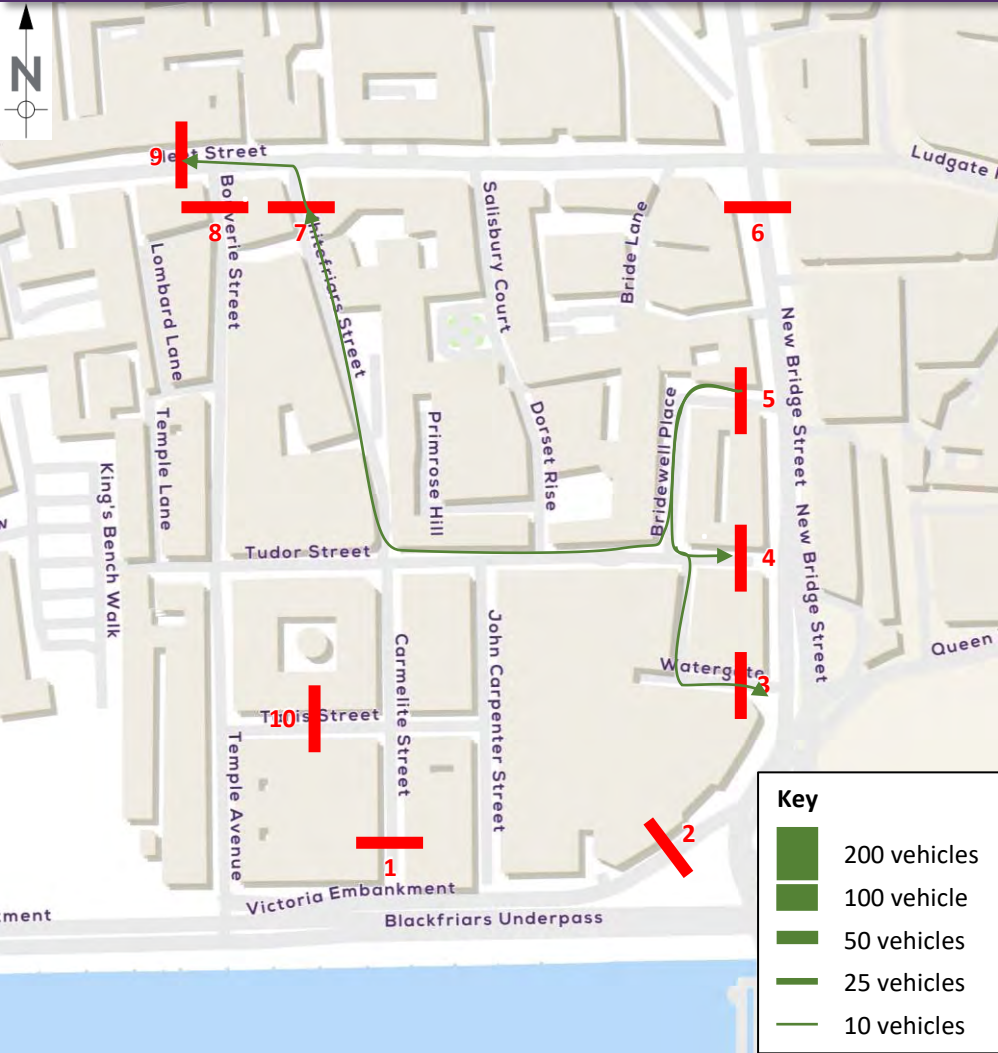 N
Fleet Street
9
Ludgate
8
7
6
Bouverie Street
Whitefriars Street
Salisbury Court
Bride Lane
Lombard Lane
New Bridge Street
5
Temple Lane
King's Bench Walk
Primrose Hill
Dorset Rise
Bridewell Place
New Bridge Street
Tudor Street
4
Carmelite Street
John Carpenter Street
Watergate
3
Queen
10
Tallis Street
Temple Avenue
2
1
Victoria Embankment
Blackfriars Underpass
Key
200 vehicles
100 vehicle
50 vehicles
25 vehicles
10 vehicles